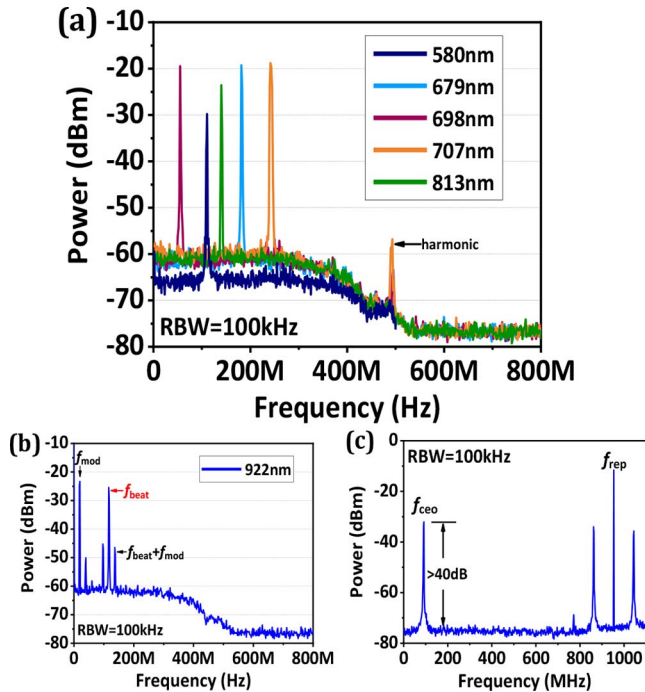 (a)
-10
-20
-30
-40
-50
-60
-70
-80
Power (dBm)
580nm
679nm
698nm
707nm
813nm
harmonic
RBW=100kHz
0
200M
400M
600M
800M
Frequency (Hz)
(b)
-10
-20
-30
-40
-50
-60
-70
-80
Power (dBm)
fmod
922nm
fbeat
fbeat+fmod
RBW=100kHz
0
200M
400M
600M
800M
Frequency (Hz)
(c)
0
-20
-40
-60
-80
Power (dBm)
RBW=100kHz
frep
fceo
>40dB
0
200
400
600
800
1000
Frequency (MHz)